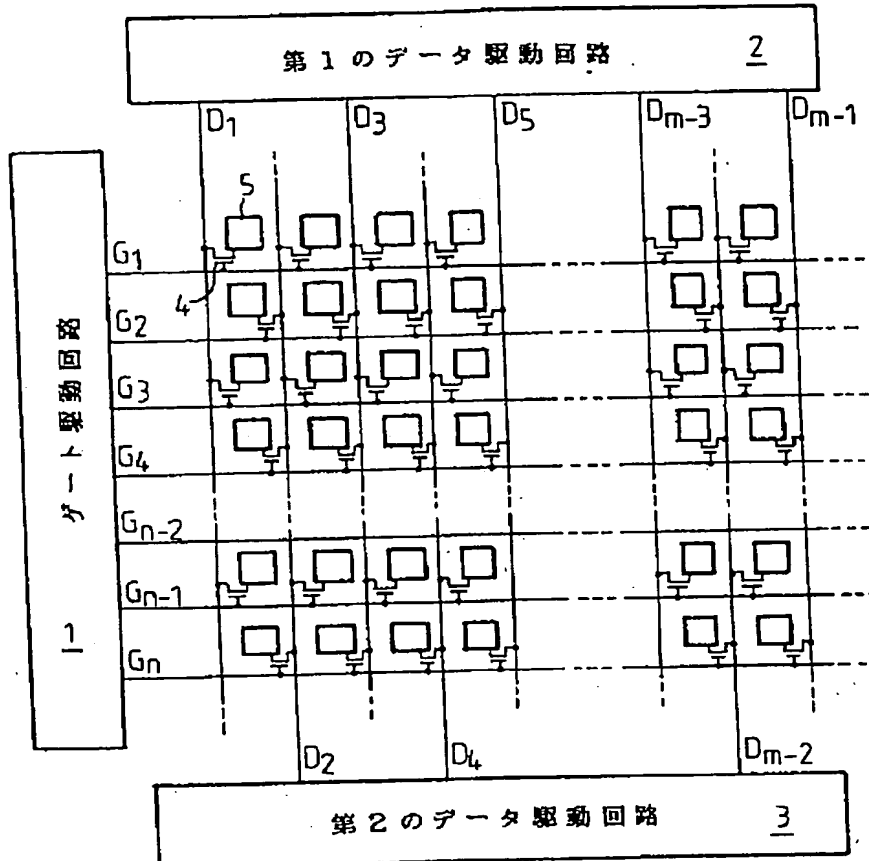 第1のデータ駆動回路 2
D1 D3 D5 Dm-3 Dm-1
5
G1
4
G2
G3
G4
Gn-2
Gn-1
Gn
ゲート駆動回路 1
D2 D4 Dm-2
第2のデータ駆動回路 3